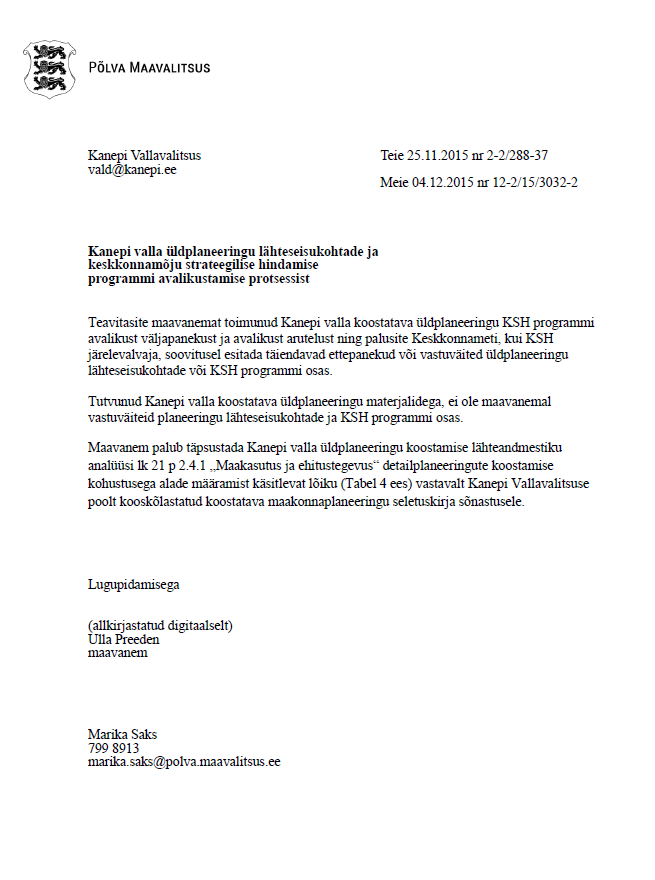 PÕLVA MAAVALITSUS
Kanepi Vallavalitsus
vald@kanepi.ee
Teie 25.11.2015 nr 2-2/288-37
Meie 04.12.2015 nr 12-2/15/3032-2
Kanepi valla üldplaneeringu lähteseisukohtade ja
keskkonnamõju strateegilise hindamise
programmi avalikustamise protsessist
Teavitasite maavanemat toimunud Kanepi valla koostatava üldplaneeringu KSH programmi
avalikust väljapanekust ja avalikust arutelust ning palusite Keskkonnameti, kui KSH
järelevalvaja, soovitusel esitada täiendavad ettepanekud või vastuväited üldplaneeringu
lähteseisukohtade või KSH programmi osas.
Tutvunud Kanepi valla koostatava üldplaneeringu materjalidega, ei ole maavanemal
vastuväiteid planeeringu lähteseisukohtade ja KSH programmi osas.
Maavanem palub täpsustada Kanepi valla üldplaneeringu koostamise lähteandmestiku
analüüsi lk 21 p 2.4.1 „Maakasutus ja ehitustegevus“ detailplaneeringute koostamise
kohustusega alade määramist käsitlevat lõiku (Tabel 4 ees) vastavalt Kanepi Vallavalitsuse
poolt kooskõlastatud koostatava maakonnaplaneeringu seletuskirja sõnastusele.
Lugupidamisega
(allkirjastatud digitaalselt)
Ulla Preeden
maavanem
Marika Saks
799 8913
marika.saks@polva.maavalitsus.ee